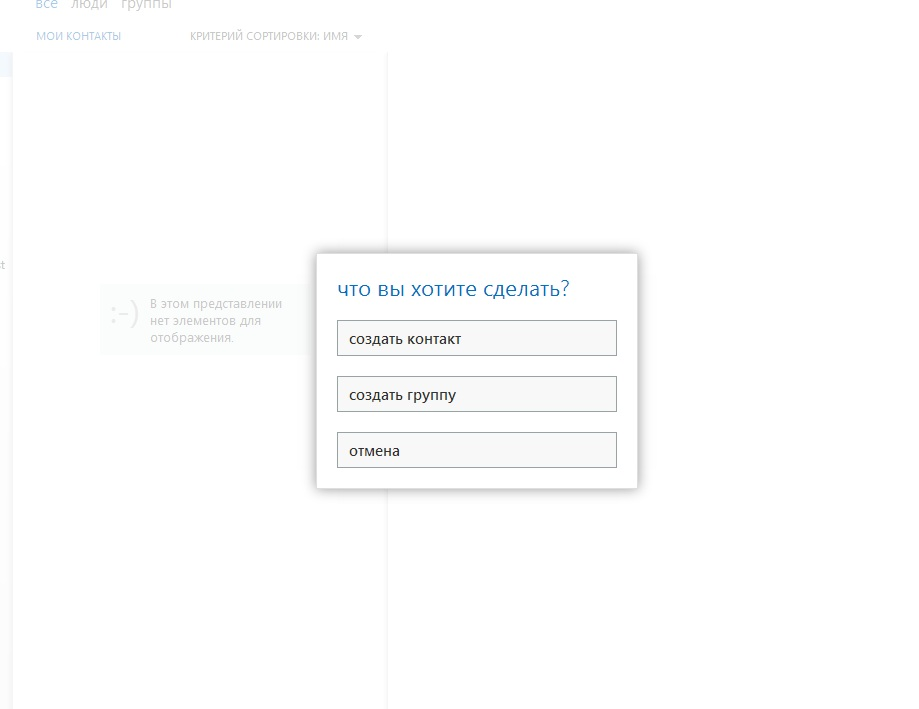 все люди группы
МОИ КОНТАКТЫ КРИТЕРИЙ СОРТИРОВКИ: ИМЯ
st
:-) В этом представлении
нет элементов для
отображения.
что вы хотите сделать?
создать контакт
создать группу
отмена